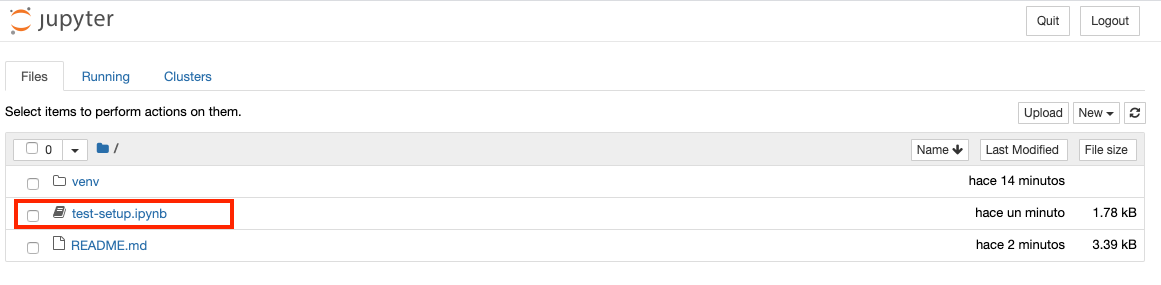 jupyter Quit Logout
Files Running Clusters
Select items to perform actions on them. Upload New
0 / Name Last Modified File size
venv hace 14 minutos
test-setup.ipynb hace un minuto 1.78 kB
README.md hace 2 minutos 3.39 kB